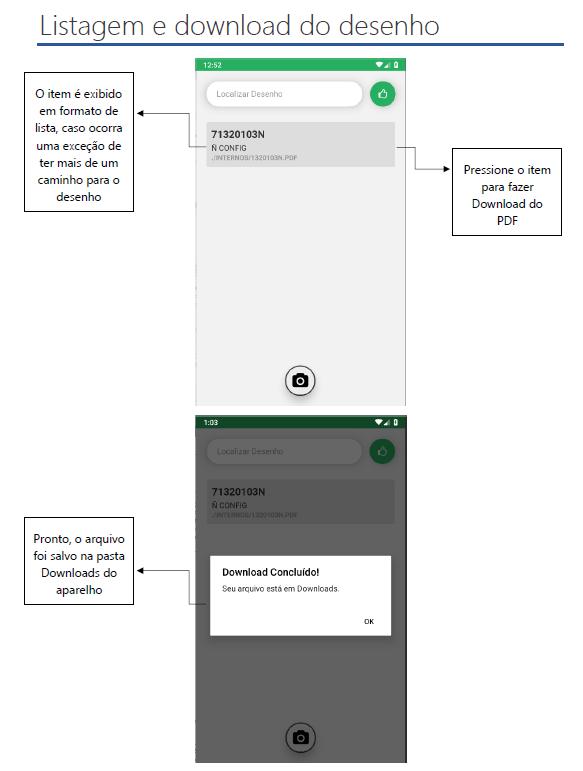 Listagem e download do desenho
12:52
Localizar Desenho
O item é exibido
em formato de
lista, caso ocorra
uma exceção de
ter mais de um
caminho para o
desenho
71320103N
Ñ CONFIG
./INTERNOS/1320103N.PDF
Pressione o item
para fazer
Download do
PDF
1:03
Localizar Desenho
71320103N
Ñ CONFIG
./INTERNOS/1320103N.PDF
Pronto, o arquivo
foi salvo na pasta
Downloads do
aparelho
Download Concluído!
Seu arquivo está em Downloads.
OK